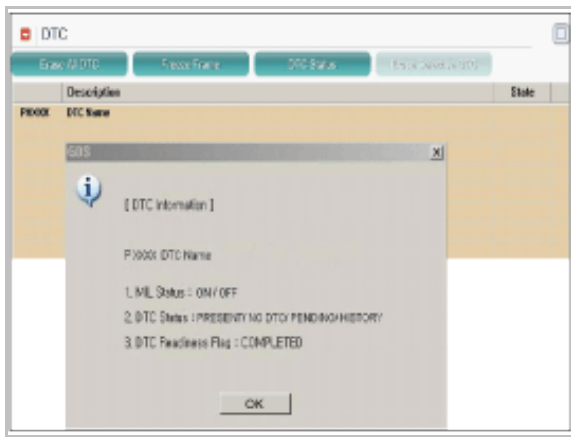 DTC
Erase All DTC
Freeze Frame
DTC Status
Description
State
PXXXX DTC Name
GDS
[ DTC Information ]
PXXXX DTC Name
1. MIL Status : ON / OFF
2. DTC Status : PRESENT/ NO DTC/ PENDING/ HISTORY
3. DTC Readiness Flag : COMPLETED
OK